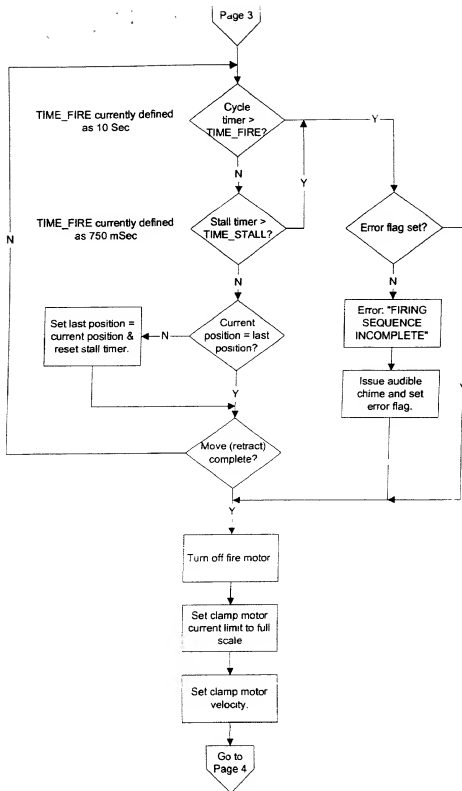 Page 3
TIME_FIRE currently defined
as 10 Sec
Cycle
timer >
TIME_FIRE?
Y
N
Y
TIME_FIRE currently defined
as 750 mSec
Stall timer >
TIME_STALL?
Error flag set?
N
N
N
Set last position =
current position &
reset stall timer.
N
Current
position = last
position?
Error: "FIRING
SEQUENCE
INCOMPLETE"
Y
Issue audible
chime and set
error flag.
Move (retract)
complete?
Y
Turn off fire motor
Set clamp motor
current limit to full
scale
Set clamp motor
velocity.
Go to
Page 4